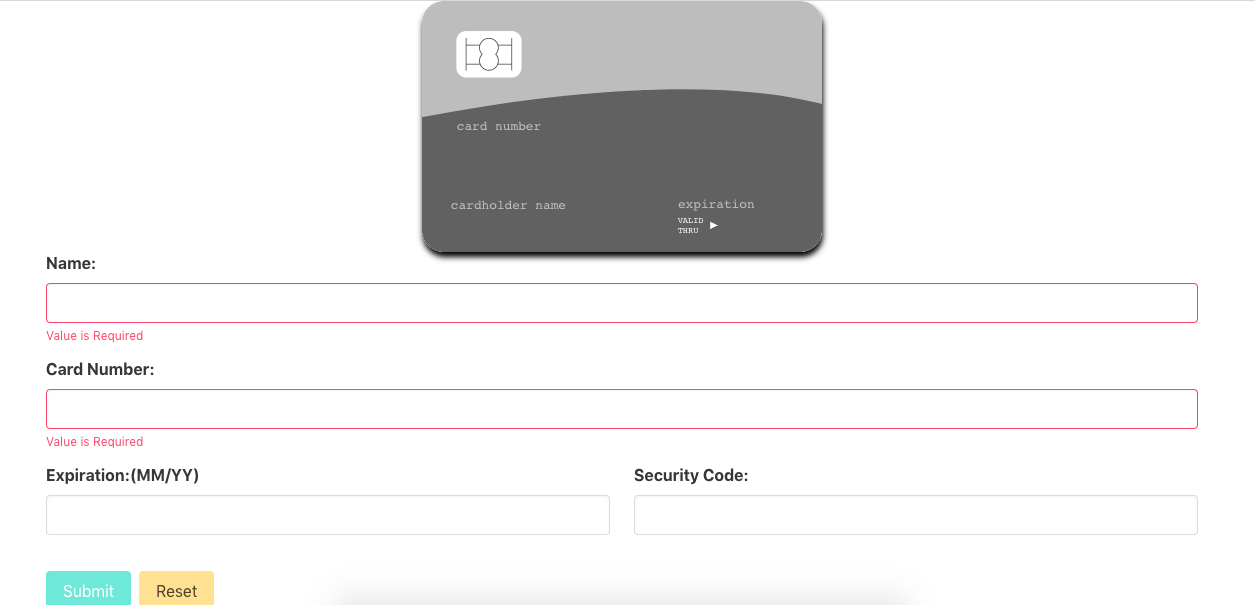 card number
cardholder name
expiration
VALID
THRU
Name:
Value is Required
Card Number:
Value is Required
Expiration:(MM/YY)
Security Code:
Submit
Reset